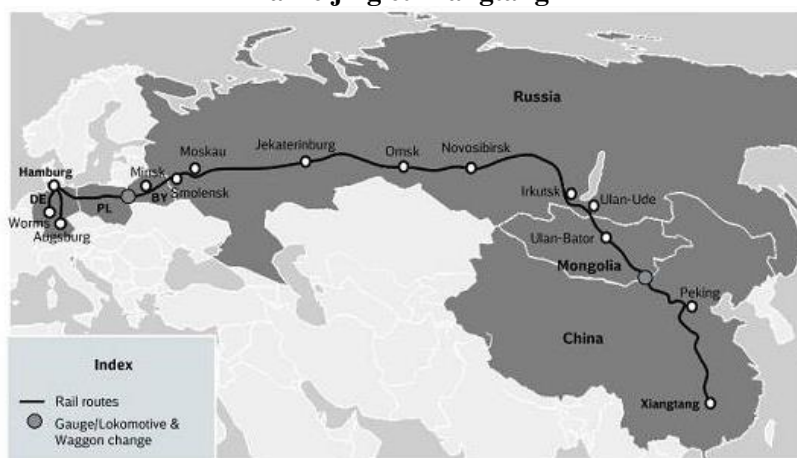 Russia
Moskau
Jekaterinburg
Omsk
Novosibirsk
Hamburg
Minsk
Smolensk
BY
DE
PL
Irkutsk
Ulan-Ude
Worms
Augsburg
Ulan-Bator
Mongolia
Peking
China
Xiangtang
Index
Rail routes
Gauge/Lokomotive &
Waggon change